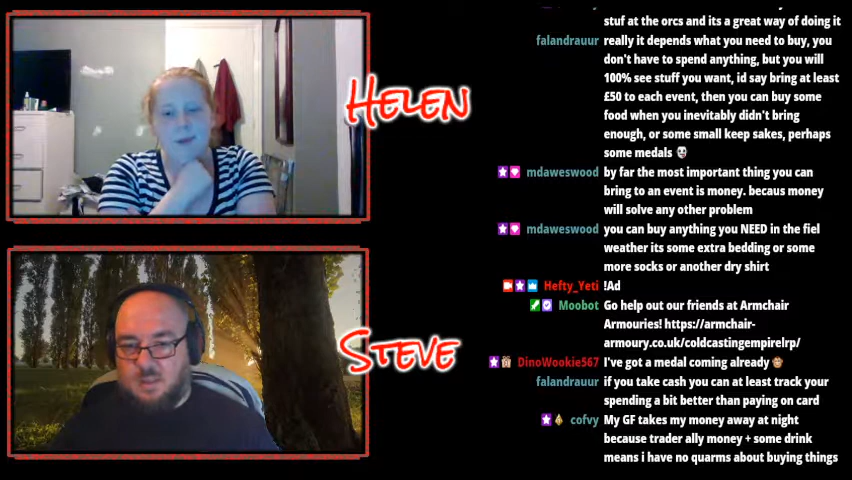 Helen
Steve
stuf at the orcs and its a great way of doing it
falandrauur really it depends what you need to buy, you
don't have to spend anything, but you will
100% see stuff you want, id say bring at least
£50 to each event, then you can buy some
food when you inevitably didn't bring
enough, or some small keep sakes, perhaps
some medals
mdaweswood by far the most important thing you can
bring to an event is money. becaus money
will solve any other problem
mdaweswood you can buy anything you NEED in the fiel
weather its some extra bedding or some
more socks or another dry shirt
Hefty_Yeti !Ad
Moobot Go help out our friends at Armchair
Armouries! https://armchair-
armoury.co.uk/coldcastingempirelrp/
DinoWookie567 I've got a medal coming already
falandrauur if you take cash you can at least track your
spending a bit better than paying on card
cofvy My GF takes my money away at night
because trader ally money + some drink
means i have no quarms about buying things